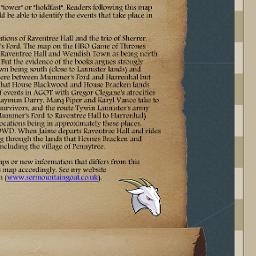 "tower" or "holdfast". Readers following this map
be able to identify the events that take place in
ations of Raventree Hall and the trio of Sherrer,
's Ford. The map on the HBO Game of Thrones
Raventree Hall and Wendish Town as being north
But the evidence of the books argues strongly
wn being south (close to Lannister lands) and
here between Mummer's Ford and Harrenhal but
that House Blackwood and House Bracken lands
f events in AGOT with Gregor Clegane's atrocities
Raymun Darry, Marq Piper and Karyl Vance take to
survivors, and the route Tywin Lannister's army
Mummer's Ford to Raventree Hall to Harrenhal)
locations being in approximately these places.
DWD. When Jaime departs Raventree Hall and rides
g through the lands that Houses Bracken and
including the village of Pennytree.
aps or new information that differs from this
s map accordingly. See my website
n (www.sermountaingoat.co.uk).